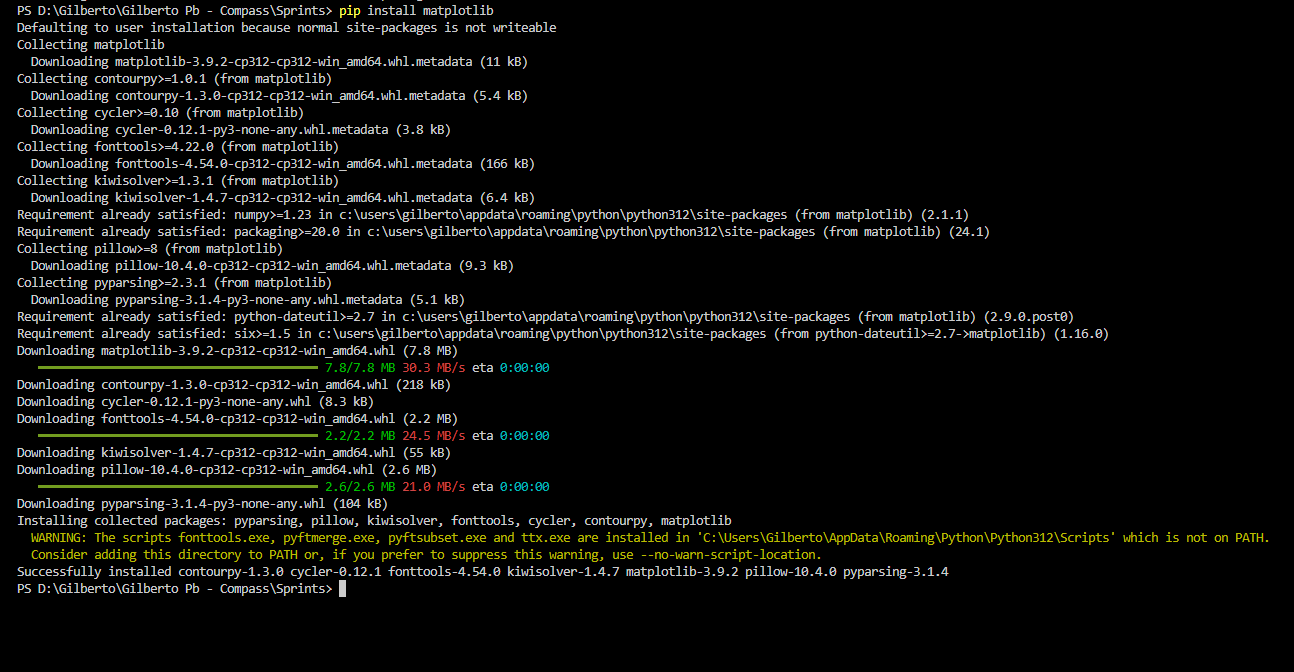 PS D:\Gilberto\Gilberto Pb - Compass\Sprints> pip install matplotlib
Defaulting to user installation because normal site-packages is not writeable
Collecting matplotlib
  Downloading matplotlib-3.9.2-cp312-cp312-win_amd64.whl.metadata (11 kB)
Collecting contourpy>=1.0.1 (from matplotlib)
  Downloading contourpy-1.3.0-cp312-cp312-win_amd64.whl.metadata (5.4 kB)
Collecting cycler>=0.10 (from matplotlib)
  Downloading cycler-0.12.1-py3-none-any.whl.metadata (3.8 kB)
Collecting fonttools>=4.22.0 (from matplotlib)
  Downloading fonttools-4.54.0-cp312-cp312-win_amd64.whl.metadata (166 kB)
Collecting kiwisolver>=1.3.1 (from matplotlib)
  Downloading kiwisolver-1.4.7-cp312-cp312-win_amd64.whl.metadata (6.4 kB)
Requirement already satisfied: numpy>=1.23 in c:\users\gilberto\appdata\roaming\python\python312\site-packages (from matplotlib) (2.1.1)
Requirement already satisfied: packaging>=20.0 in c:\users\gilberto\appdata\roaming\python\python312\site-packages (from matplotlib) (24.1)
Collecting pillow>=8 (from matplotlib)
  Downloading pillow-10.4.0-cp312-cp312-win_amd64.whl.metadata (9.3 kB)
Collecting pyparsing>=2.3.1 (from matplotlib)
  Downloading pyparsing-3.1.4-py3-none-any.whl.metadata (5.1 kB)
Requirement already satisfied: python-dateutil>=2.7 in c:\users\gilberto\appdata\roaming\python\python312\site-packages (from matplotlib) (2.9.0.post0)
Requirement already satisfied: six>=1.5 in c:\users\gilberto\appdata\roaming\python\python312\site-packages (from python-dateutil>=2.7->matplotlib) (1.16.0)
Downloading matplotlib-3.9.2-cp312-cp312-win_amd64.whl (7.8 MB)
7.8/7.8 MB 30.3 MB/s eta 0:00:00
Downloading contourpy-1.3.0-cp312-cp312-win_amd64.whl (218 kB)
Downloading cycler-0.12.1-py3-none-any.whl (8.3 kB)
Downloading fonttools-4.54.0-cp312-cp312-win_amd64.whl (2.2 MB)
2.2/2.2 MB 24.5 MB/s eta 0:00:00
Downloading kiwisolver-1.4.7-cp312-cp312-win_amd64.whl (55 kB)
Downloading pillow-10.4.0-cp312-cp312-win_amd64.whl (2.6 MB)
2.6/2.6 MB 21.0 MB/s eta 0:00:00
Downloading pyparsing-3.1.4-py3-none-any.whl (104 kB)
Installing collected packages: pyparsing, pillow, kiwisolver, fonttools, cycler, contourpy, matplotlib
  WARNING: The scripts fonttools.exe, pyftmerge.exe, pyftsubset.exe and ttx.exe are installed in 'C:\Users\Gilberto\AppData\Roaming\Python\Python312\Scripts' which is not on PATH.
  Consider adding this directory to PATH or, if you prefer to suppress this warning, use --no-warn-script-location.
Successfully installed contourpy-1.3.0 cycler-0.12.1 fonttools-4.54.0 kiwisolver-1.4.7 matplotlib-3.9.2 pillow-10.4.0 pyparsing-3.1.4
PS D:\Gilberto\Gilberto Pb - Compass\Sprints>